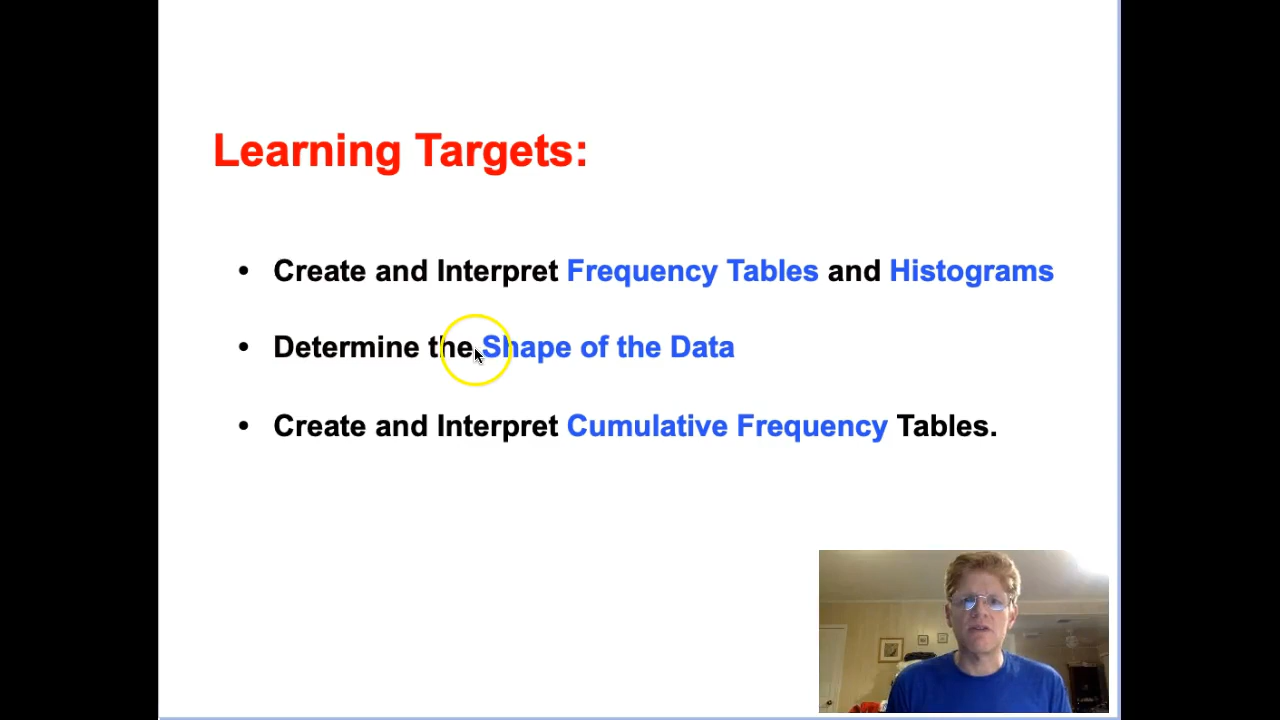 Learning Targets:
• Create and Interpret Frequency Tables and Histograms
• Determine the Shape of the Data
• Create and Interpret Cumulative Frequency Tables.